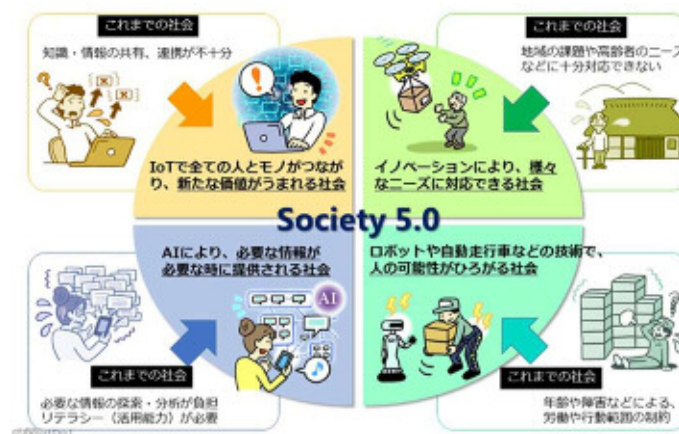 これまでの社会
知識・情報の共有、連携が不十分
IoTで全ての人とモノがつなが
り、新たな価値がうまれる社会
これまでの社会
地域の課題や高齢者のニーズ
などに十分対応できない
イノベーションにより、様々
なニーズに対応できる社会
Society 5.0
AIにより、必要な情報が
必要な時に提供される社会
AI
これまでの社会
必要な情報の探索・分析が負担
リテラシー(活用能力)が必要
ロボットや自動走行車などの技術で、
人の可能性がひろがる社会
これまでの社会
年齢や障害などによる、
労働や行動範囲の制約